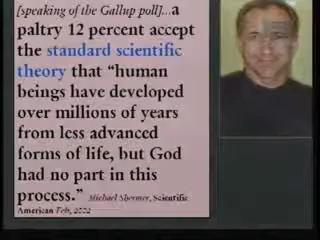 [speaking of the Gallup poll]...a
paltry 12 percent accept
the standard scientific
theory that “human
beings have developed
over millions of years
from less advanced
forms of life, but God
had no part in this
process.” Michael Shermer, Scientific
American Feb, 2002